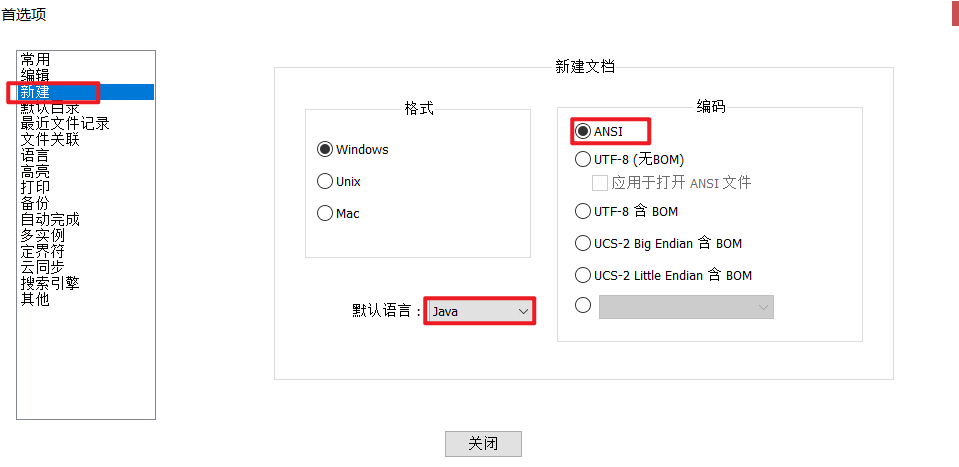 首选项
常用
编辑
新建
默认目录
最近文件记录
文件关联
语言
高亮
打印
备份
自动完成
多实例
定界符
云同步
搜索引擎
其他
新建文档
格式
Windows
Unix
Mac
默认语言：
Java
编码
ANSI
UTF-8 (无BOM)
应用于打开 ANSI 文件
UTF-8 含 BOM
UCS-2 Big Endian 含 BOM
UCS-2 Little Endian 含 BOM
关闭